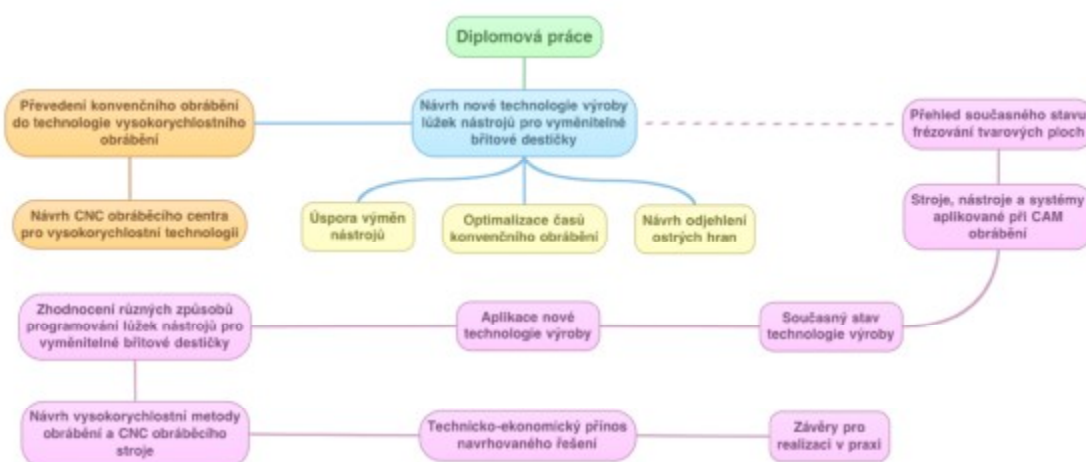 Diplomová práce
Převedení konvenčního obrábění
do technologie vysokorychlostního
obrábění
Návrh nové technologie výroby
lůžek nástrojů pro vyměnitelné
břitové destičky
Přehled současného stavu
frézování tvarových ploch
Návrh CNC obráběcího centra
pro vysokorychlostní technologii
Úspora výměn
nástrojů
Optimalizace časů
konvenčního obrábění
Návrh odjehlení
ostrých hran
Stroje, nástroje a systémy
aplikované při CAM
obrábění
Zhodnocení různých způsobů
programování lůžek nástrojů pro
vyměnitelné břitové destičky
Aplikace nové
technologie výroby
Současný stav
technologie výroby
Návrh vysokorychlostní metody
obrábění a CNC obráběcího
stroje
Technicko-ekonomický přínos
navrhovaného řešení
Závěry pro
realizaci v praxi